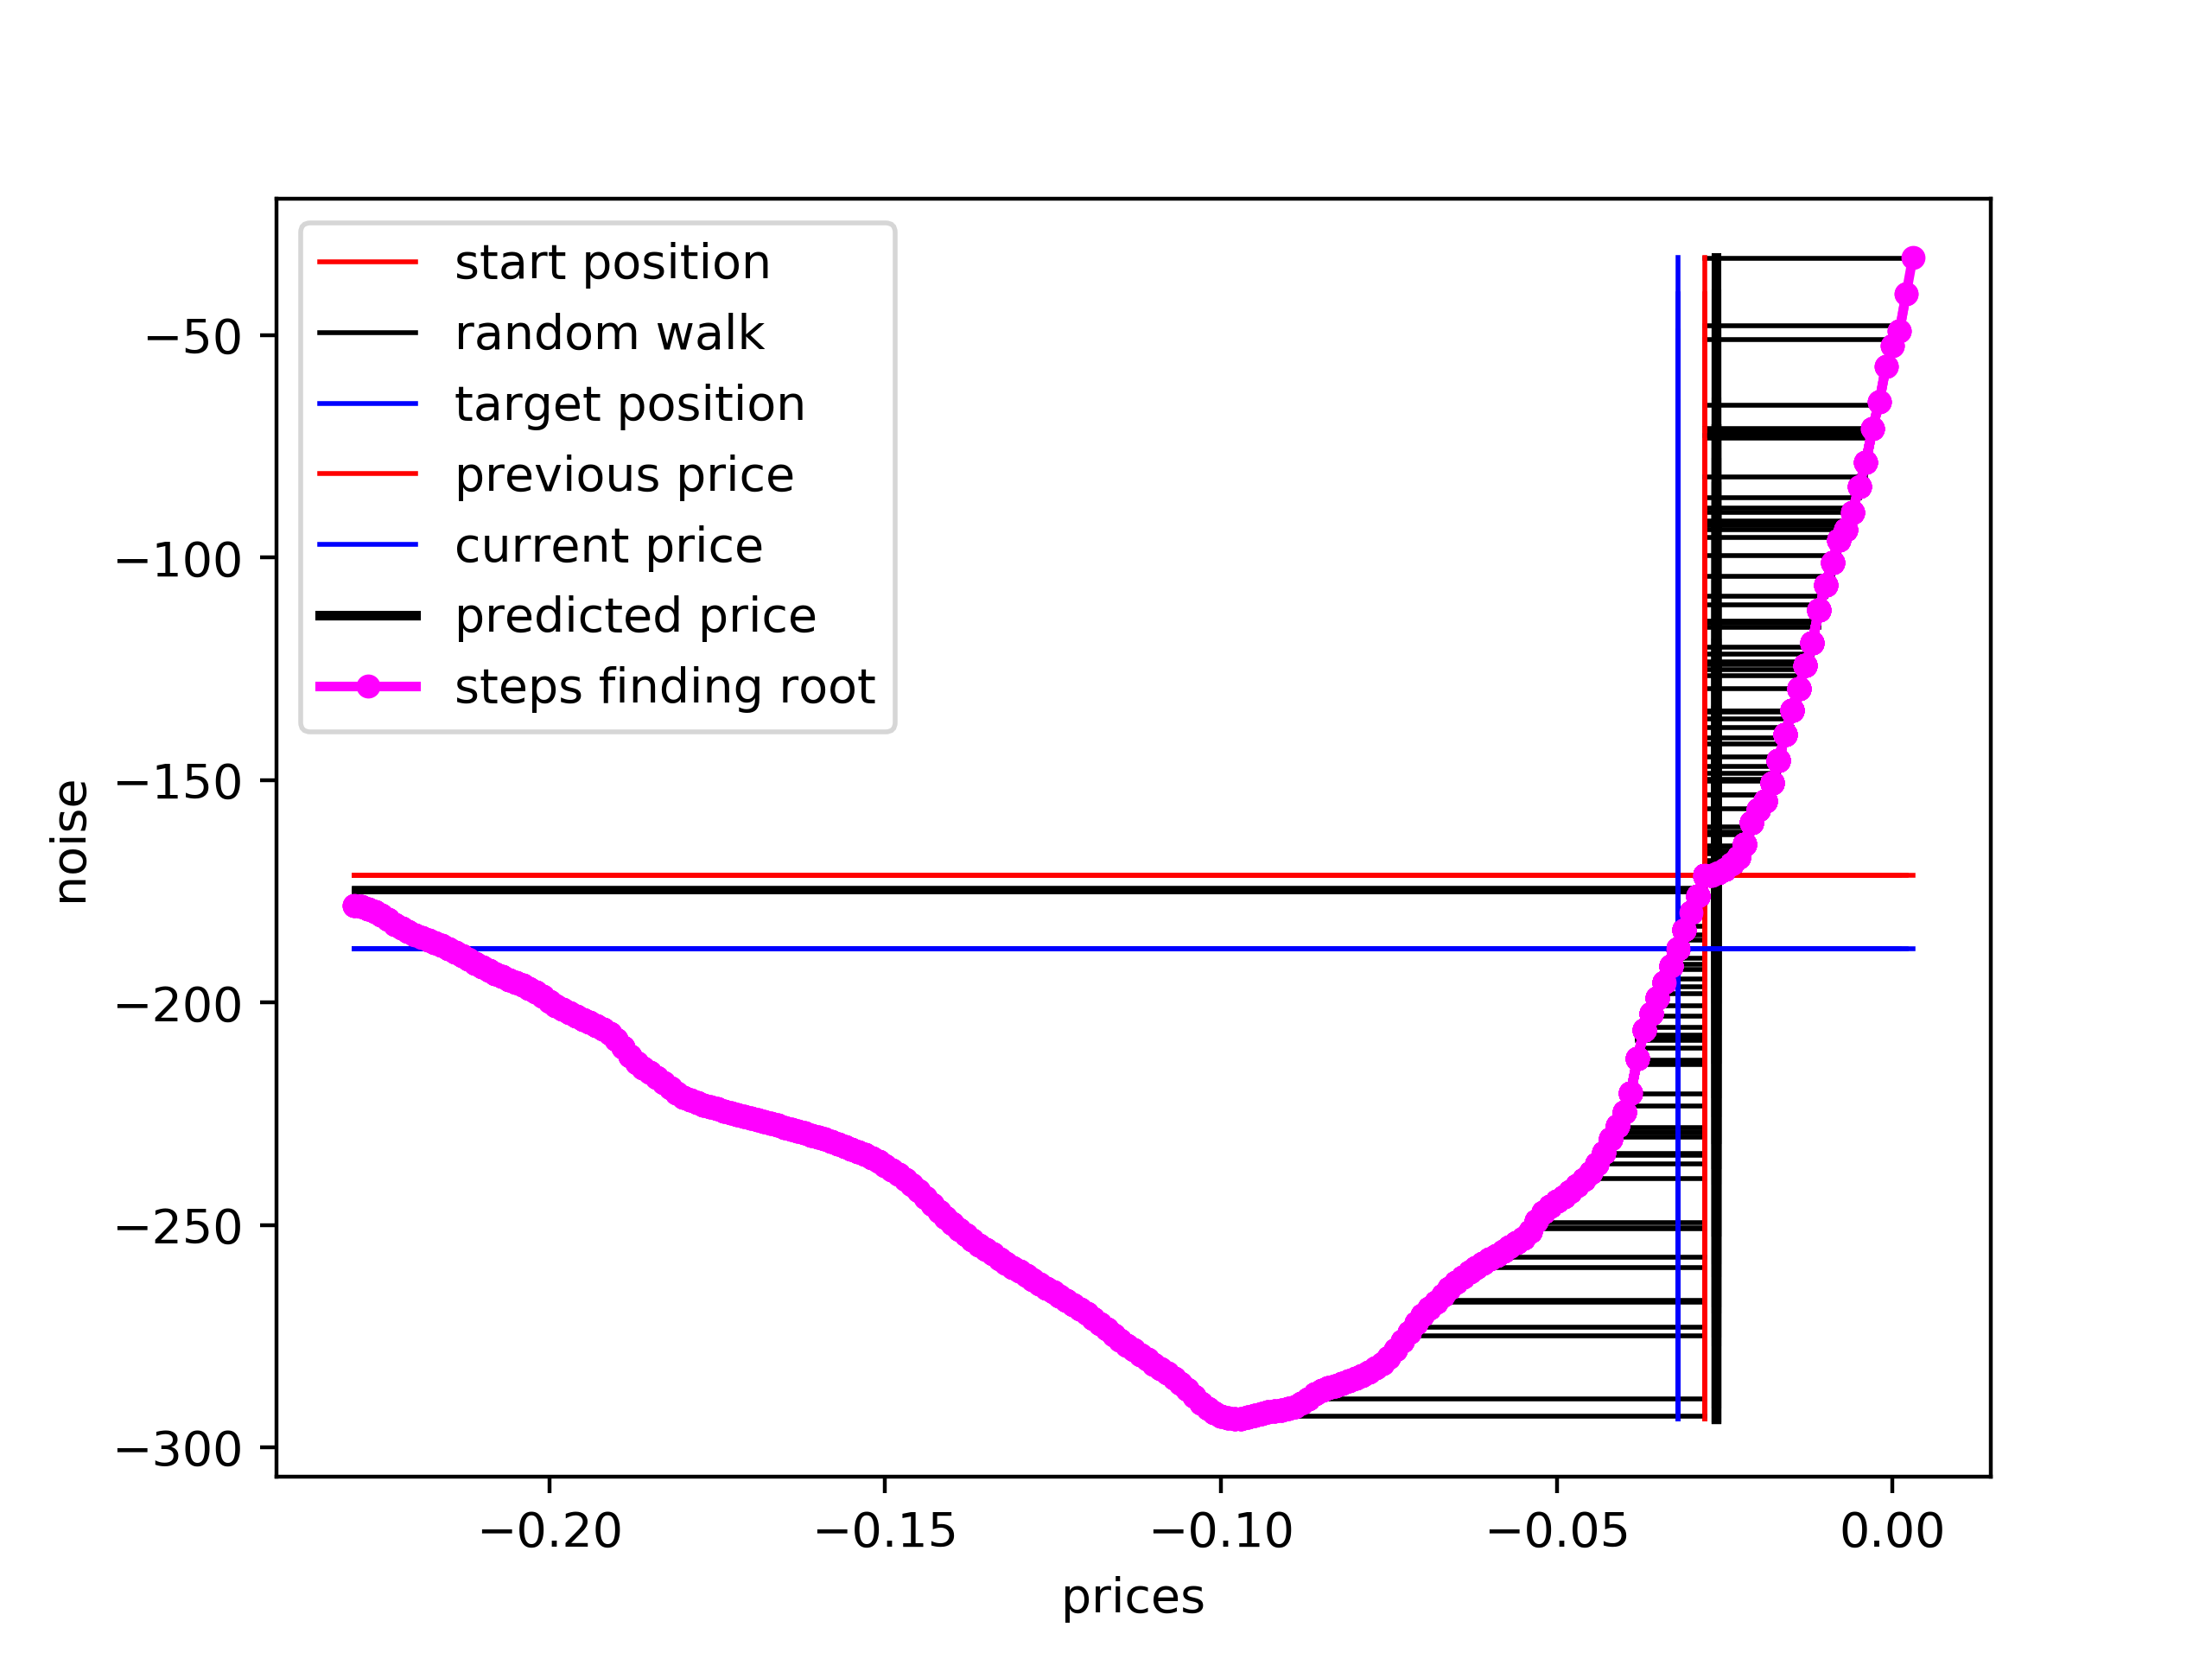 start position
random walk
target position
previous price
current price
predicted price
steps finding root
−50
−100
−150
−200
−250
−300
noise
−0.20 −0.15 −0.10 −0.05 0.00
prices